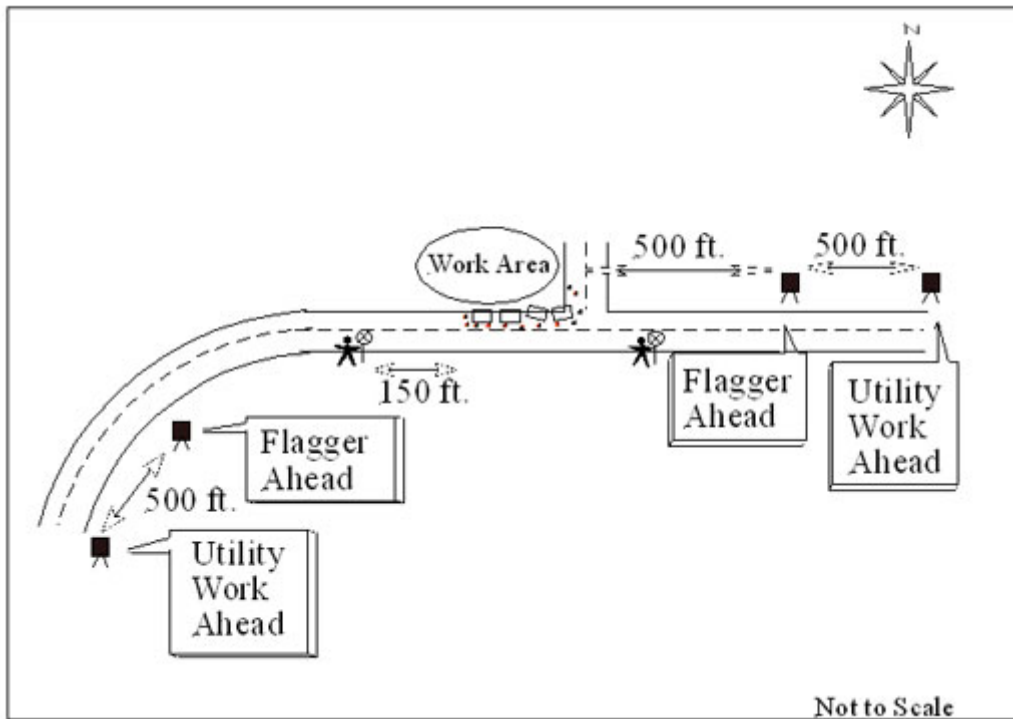 N
Work Area
500 ft.
500 ft.
150 ft.
Flagger
Ahead
Utility
Work
Ahead
Flagger
Ahead
500 ft.
Utility
Work
Ahead
Not to Scale